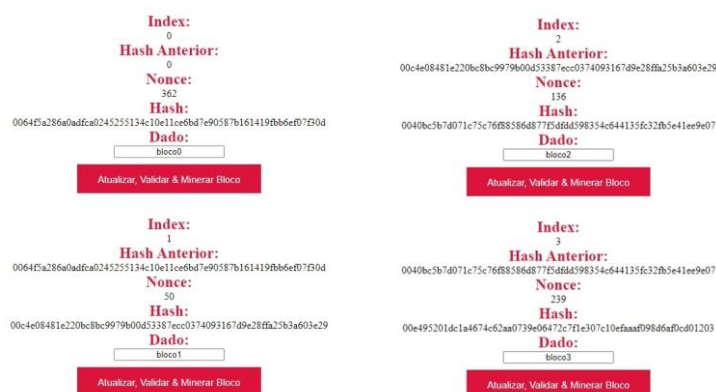 Index:
0
Hash Anterior:
0
Nonce:
362
Hash:
0064f5a286a0adfca0245255134c10e11ce6bd7e90587b161419fbb6ef07f30d
Dado:
bloco0
Atualizar, Validar & Minerar Bloco
Index:
1
Hash Anterior:
0064f5a286a0adfca0245255134c10e11ce6bd7e90587b161419fbb6ef07f30d
Nonce:
50
Hash:
00c4e08481e220bc8bc9979b00d53387ecc0374093167d9e28ffa25b3a603e29
Dado:
bloco1
Atualizar, Validar & Minerar Bloco
Index:
2
Hash Anterior:
00c4e08481e220bc8bc9979b00d53387ecc0374093167d9e28ffa25b3a603e29
Nonce:
136
Hash:
0040bc5b7d071c75c76f88586d877f5dfdd598354c644135fc32fb5e41ee9e07
Dado:
bloco2
Atualizar, Validar & Minerar Bloco
Index:
3
Hash Anterior:
0040bc5b7d071c75c76f88586d877f5dfdd598354c644135fc32fb5e41ee9e07
Nonce:
239
Hash:
00e495201dc1a4674c62aa0739e06472c7f1e307c10efaaaf098d6af0cd01203
Dado:
bloco3
Atualizar, Validar & Minerar Bloco